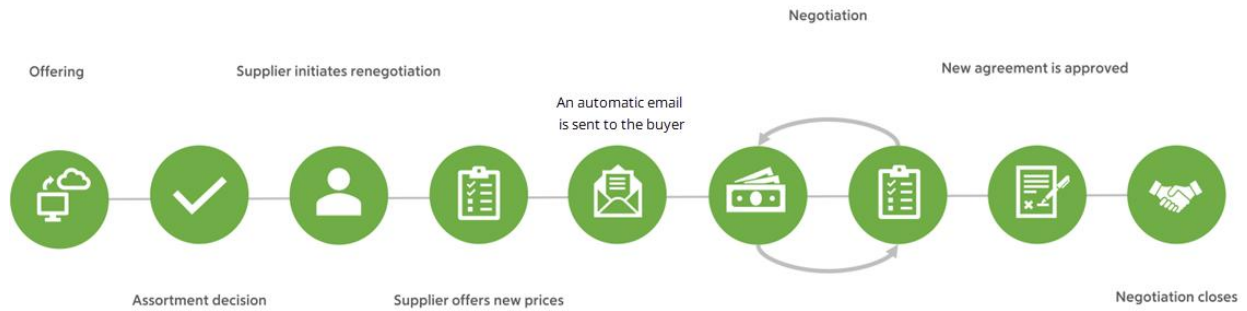 Negotiation
Offering
Supplier initiates renegotiation
New agreement is approved
An automatic email
is sent to the buyer
Assortment decision
Supplier offers new prices
Negotiation closes